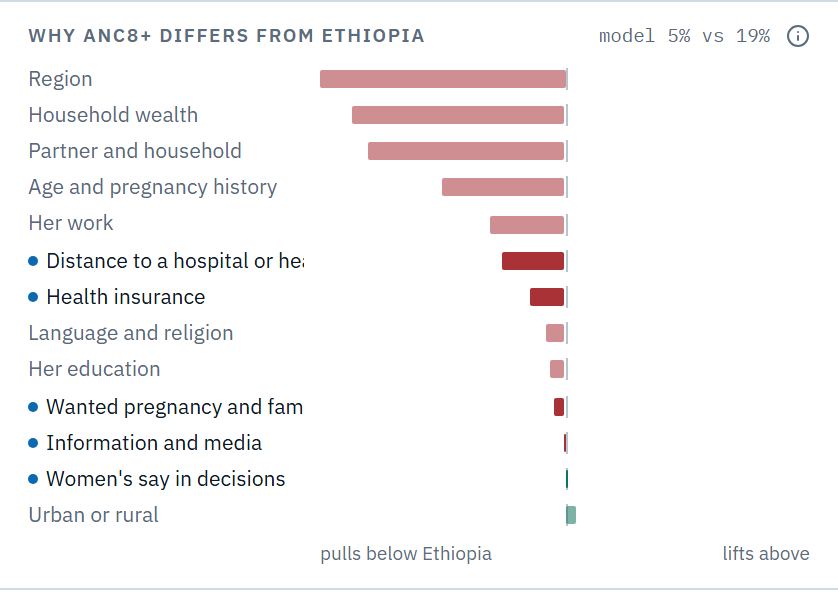 WHY ANC8+ DIFFERS FROM ETHIOPIA
model 5% vs 19%
Region
Household wealth
Partner and household
Age and pregnancy history
Her work
Distance to a hospital or hea
Health insurance
Language and religion
Her education
Wanted pregnancy and fam
Information and media
Women's say in decisions
Urban or rural
pulls below Ethiopia
lifts above